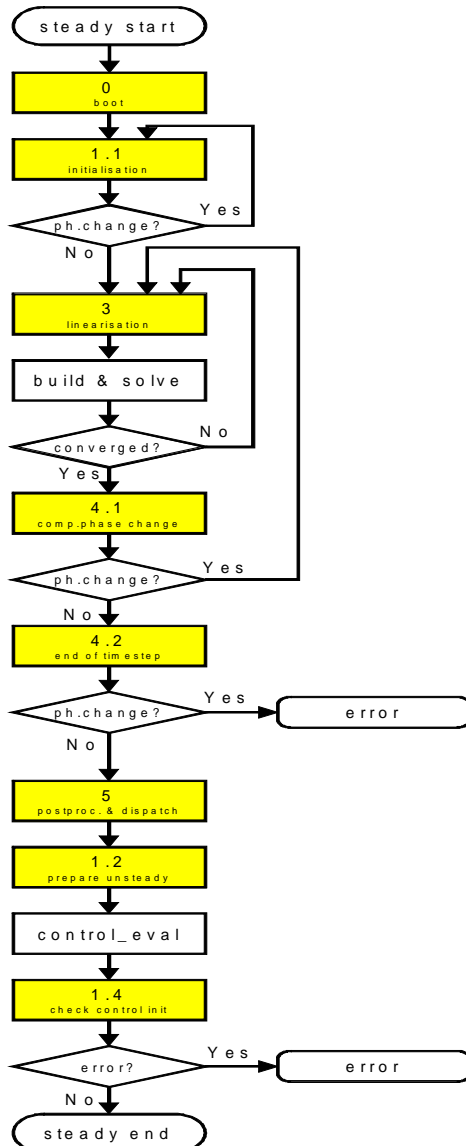 steady start
0
boot
1.1
initialisation
Yes
ph.change?
No
3
linearisation
build & solve
No
converged?
Yes
4.1
comp.phase change
Yes
ph.change?
No
4.2
end of timestep
Yes
ph.change?
error
No
5
postproc. & dispatch
1.2
prepare unsteady
control_eval
1.4
check control init
Yes
error?
error
No
steady end